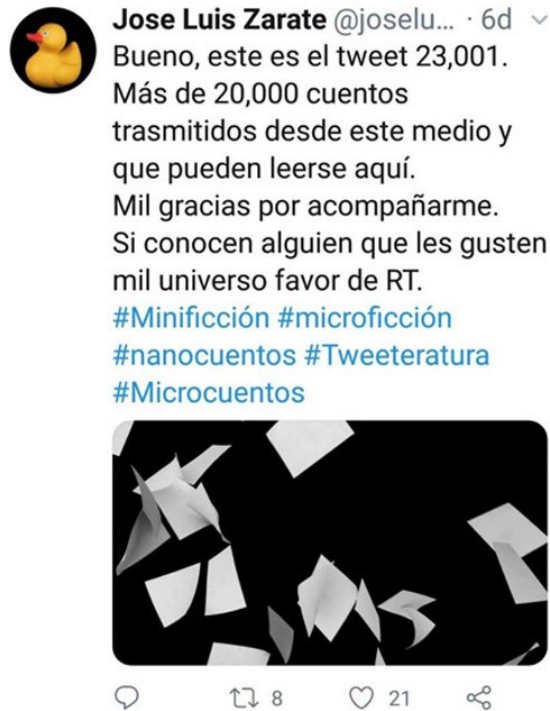 Jose Luis Zarate @joselu... · 6d
Bueno, este es el tweet 23,001.
Más de 20,000 cuentos
trasmitidos desde este medio y
que pueden leerse aquí.
Mil gracias por acompañarme.
Si conocen alguien que les gusten
mil universo favor de RT.
#Minificción #microficción
#nanocuentos #Tweeteratura
#Microcuentos
8 21